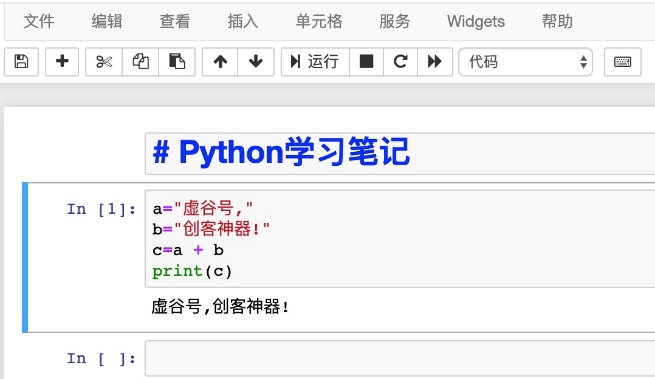 文件 编辑 查看 插入 单元格 服务 Widgets 帮助
运行 代码
# Python学习笔记
In [1]: a="虚谷号,"
b="创客神器!"
c=a + b
print(c)
虚谷号,创客神器!
In [ ]: